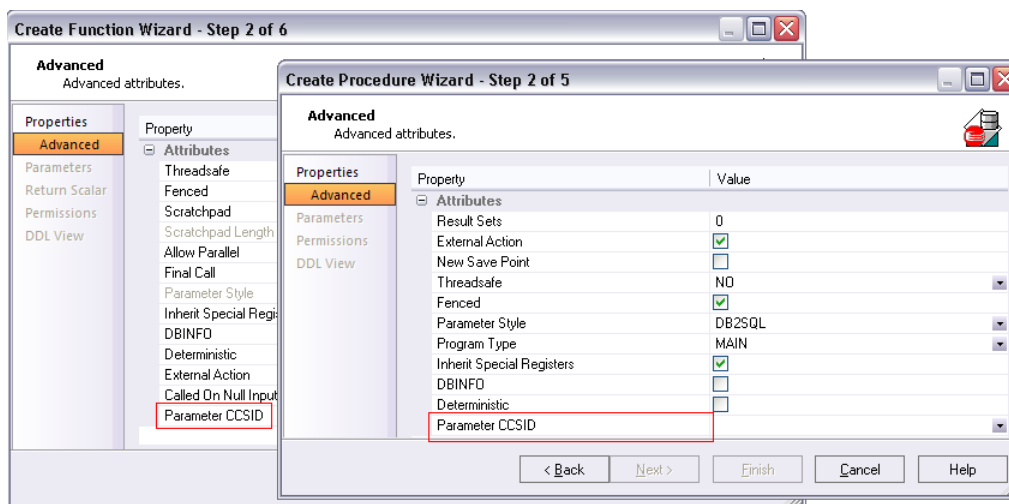 Create Function Wizard - Step 2 of 6
Advanced
Advanced attributes.
Properties
Advanced
Parameters
Return Scalar
Permissions
DDL View
Property
Attributes
Threadsafe
Fenced
Scratchpad
Scratchpad Length
Allow Parallel
Final Call
Parameter Style
Inherit Special
DBINFO
Deterministic
External Action
Called On Null Input
Parameter CCSID
Create Procedure Wizard - Step 2 of 5
Advanced
Advanced attributes.
Properties
Advanced
Parameters
Permissions
DDL View
Property Value
Attributes
Result Sets 0
External Action
New Save Point
Threadsafe NO
Fenced
Parameter Style DB2SQL
Program Type MAIN
Inherit Special Registers
DBINFO
Deterministic
Parameter CCSID
< Back Next > Finish Cancel Help